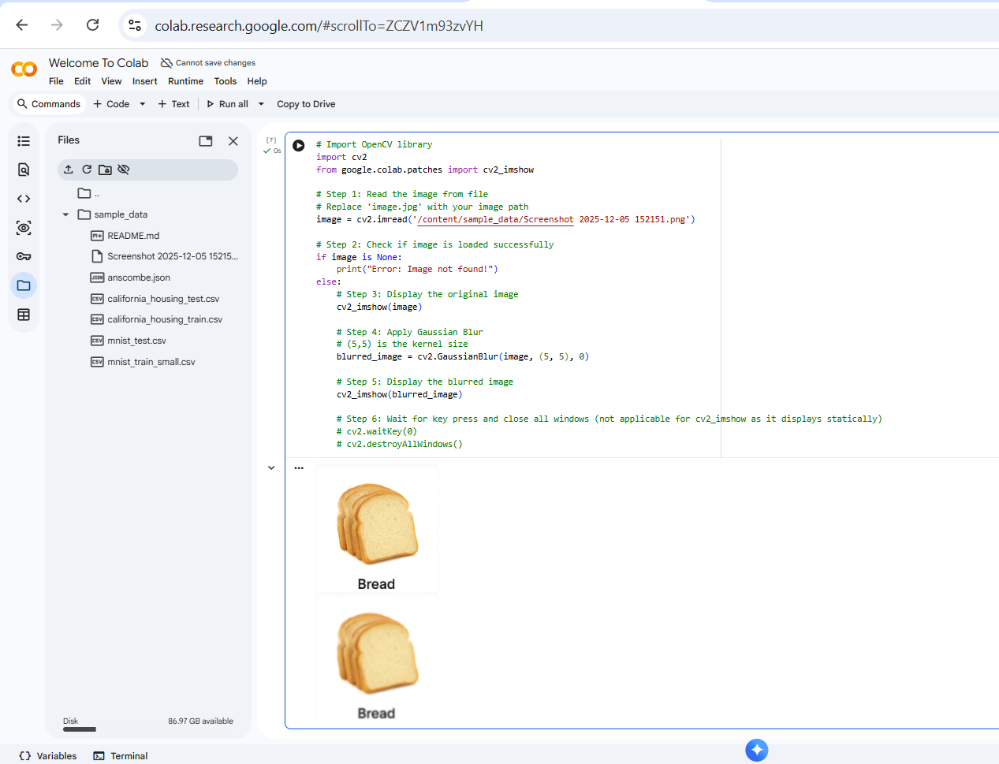 colab.research.google.com/#scrollTo=ZCZV1m93zvYH
Welcome To Colab
Cannot save changes
File Edit View Insert Runtime Tools Help
Commands + Code + Text Run all Copy to Drive
Files
..
sample_data
README.md
Screenshot 2025-12-05 15215...
anscombe.json
california_housing_test.csv
california_housing_train.csv
mnist_test.csv
mnist_train_small.csv
Disk 86.97 GB available
[7]
0s
# Import OpenCV library
import cv2
from google.colab.patches import cv2_imshow
# Step 1: Read the image from file
# Replace 'image.jpg' with your image path
image = cv2.imread('/content/sample_data/Screenshot 2025-12-05 152151.png')
# Step 2: Check if image is loaded successfully
if image is None:
    print("Error: Image not found!")
else:
    # Step 3: Display the original image
    cv2_imshow(image)
    # Step 4: Apply Gaussian Blur
    # (5,5) is the kernel size
    blurred_image = cv2.GaussianBlur(image, (5, 5), 0)
    # Step 5: Display the blurred image
    cv2_imshow(blurred_image)
    # Step 6: Wait for key press and close all windows (not applicable for cv2_imshow as it displays statically)
    # cv2.waitKey(0)
    # cv2.destroyAllWindows()
Bread
Bread
Variables Terminal